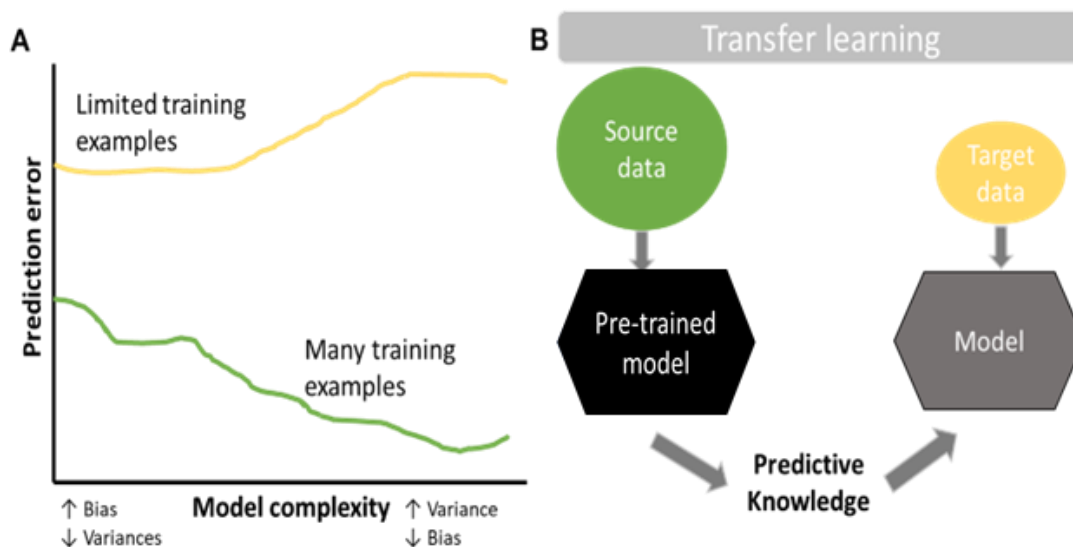 A
Limited training
examples
Prediction error
Many training
examples
Model complexity
↑ Bias
↓ Variances
↑ Variance
↓ Bias
B
Transfer learning
Source
data
Target
data
Pre-trained
model
Model
Predictive
Knowledge